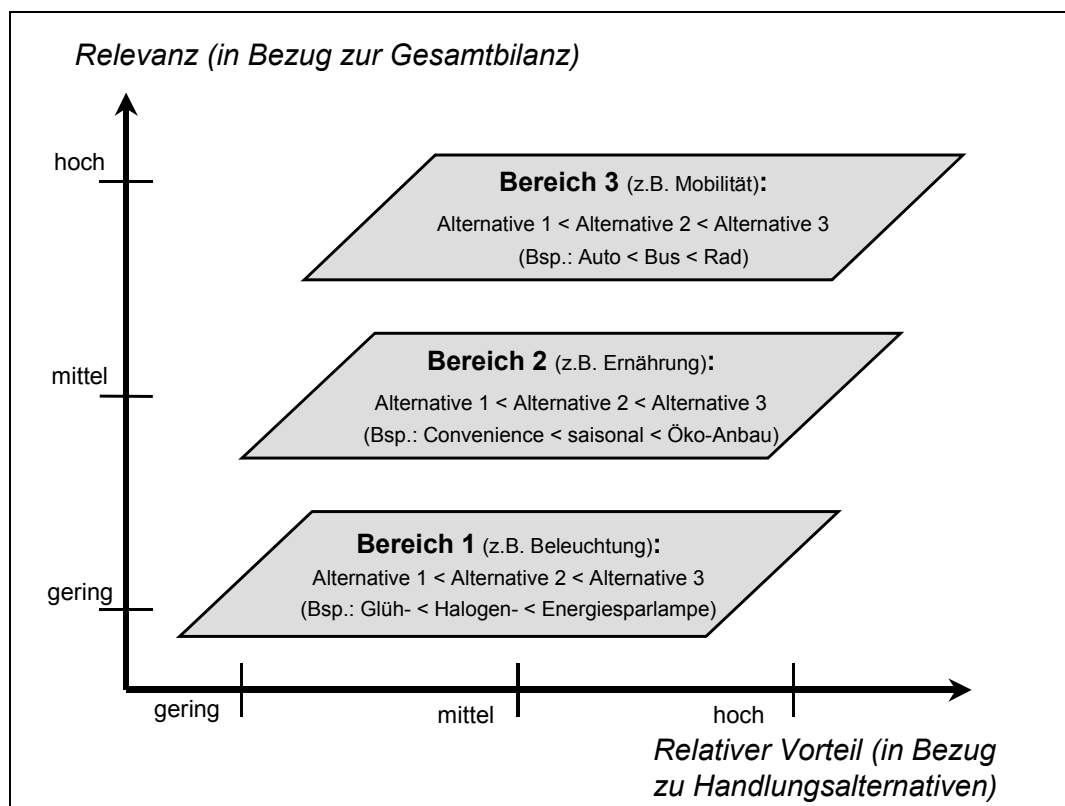 Relevanz (in Bezug zur Gesamtbilanz)
hoch
Bereich 3 (z.B. Mobilität):
Alternative 1 < Alternative 2 < Alternative 3
(Bsp.: Auto < Bus < Rad)
mittel
Bereich 2 (z.B. Ernährung):
Alternative 1 < Alternative 2 < Alternative 3
(Bsp.: Convenience < saisonal < Öko-Anbau)
gering
Bereich 1 (z.B. Beleuchtung):
Alternative 1 < Alternative 2 < Alternative 3
(Bsp.: Glüh- < Halogen- < Energiesparlampe)
gering mittel hoch
Relativer Vorteil (in Bezug
zu Handlungsalternativen)